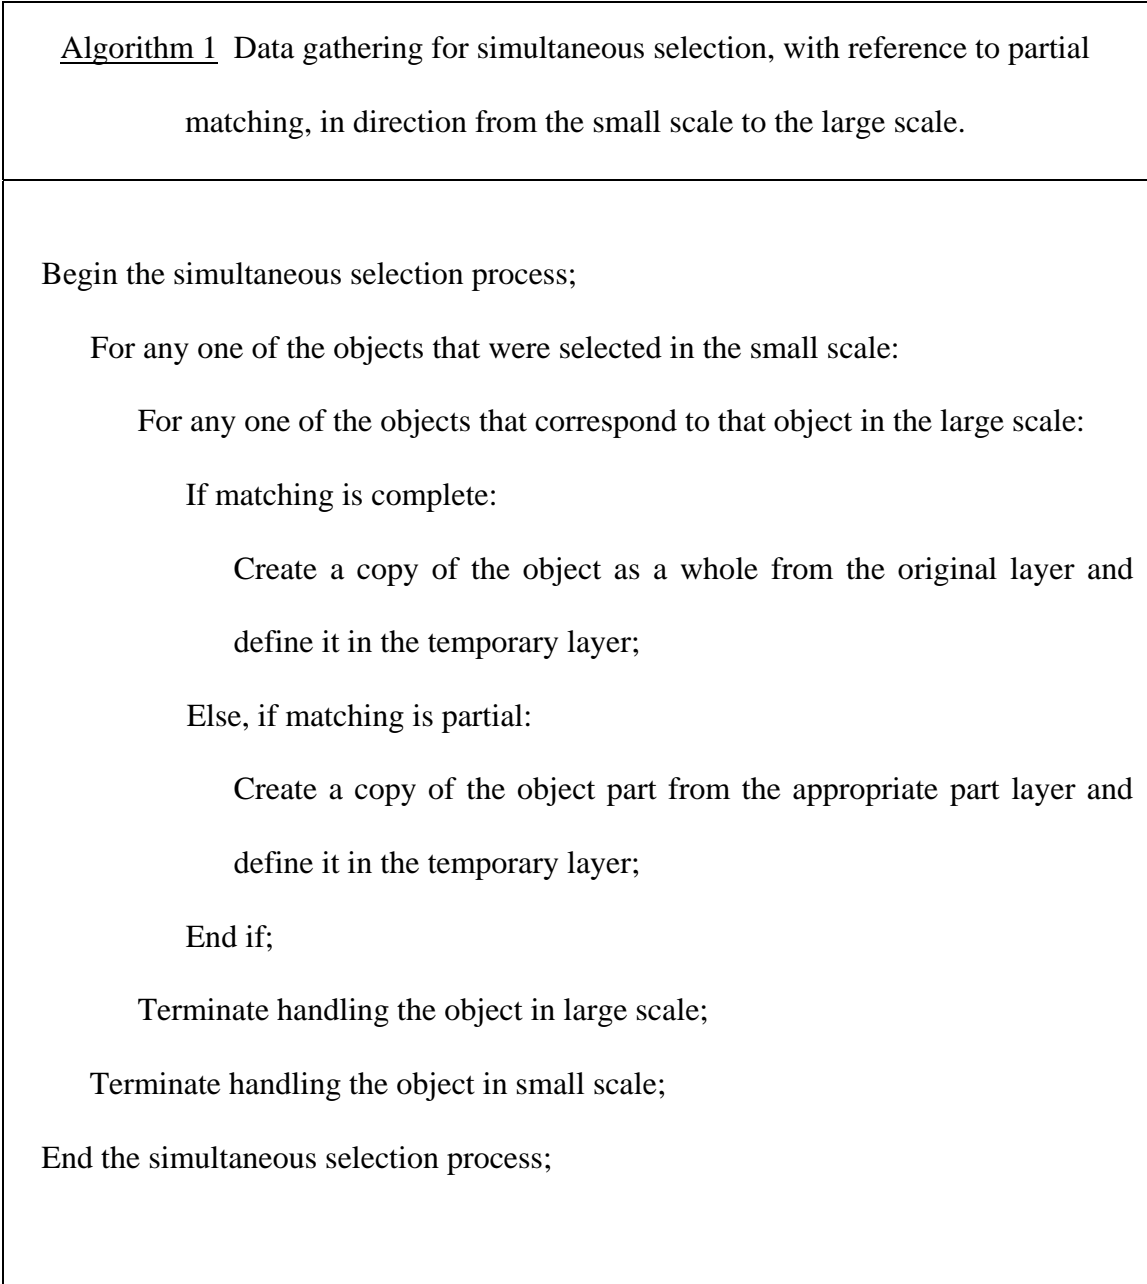 Algorithm 1 Data gathering for simultaneous selection, with reference to partial
matching, in direction from the small scale to the large scale.
Begin the simultaneous selection process;
For any one of the objects that were selected in the small scale:
For any one of the objects that correspond to that object in the large scale:
If matching is complete:
Create a copy of the object as a whole from the original layer and
define it in the temporary layer;
Else, if matching is partial:
Create a copy of the object part from the appropriate part layer and
define it in the temporary layer;
End if;
Terminate handling the object in large scale;
Terminate handling the object in small scale;
End the simultaneous selection process;